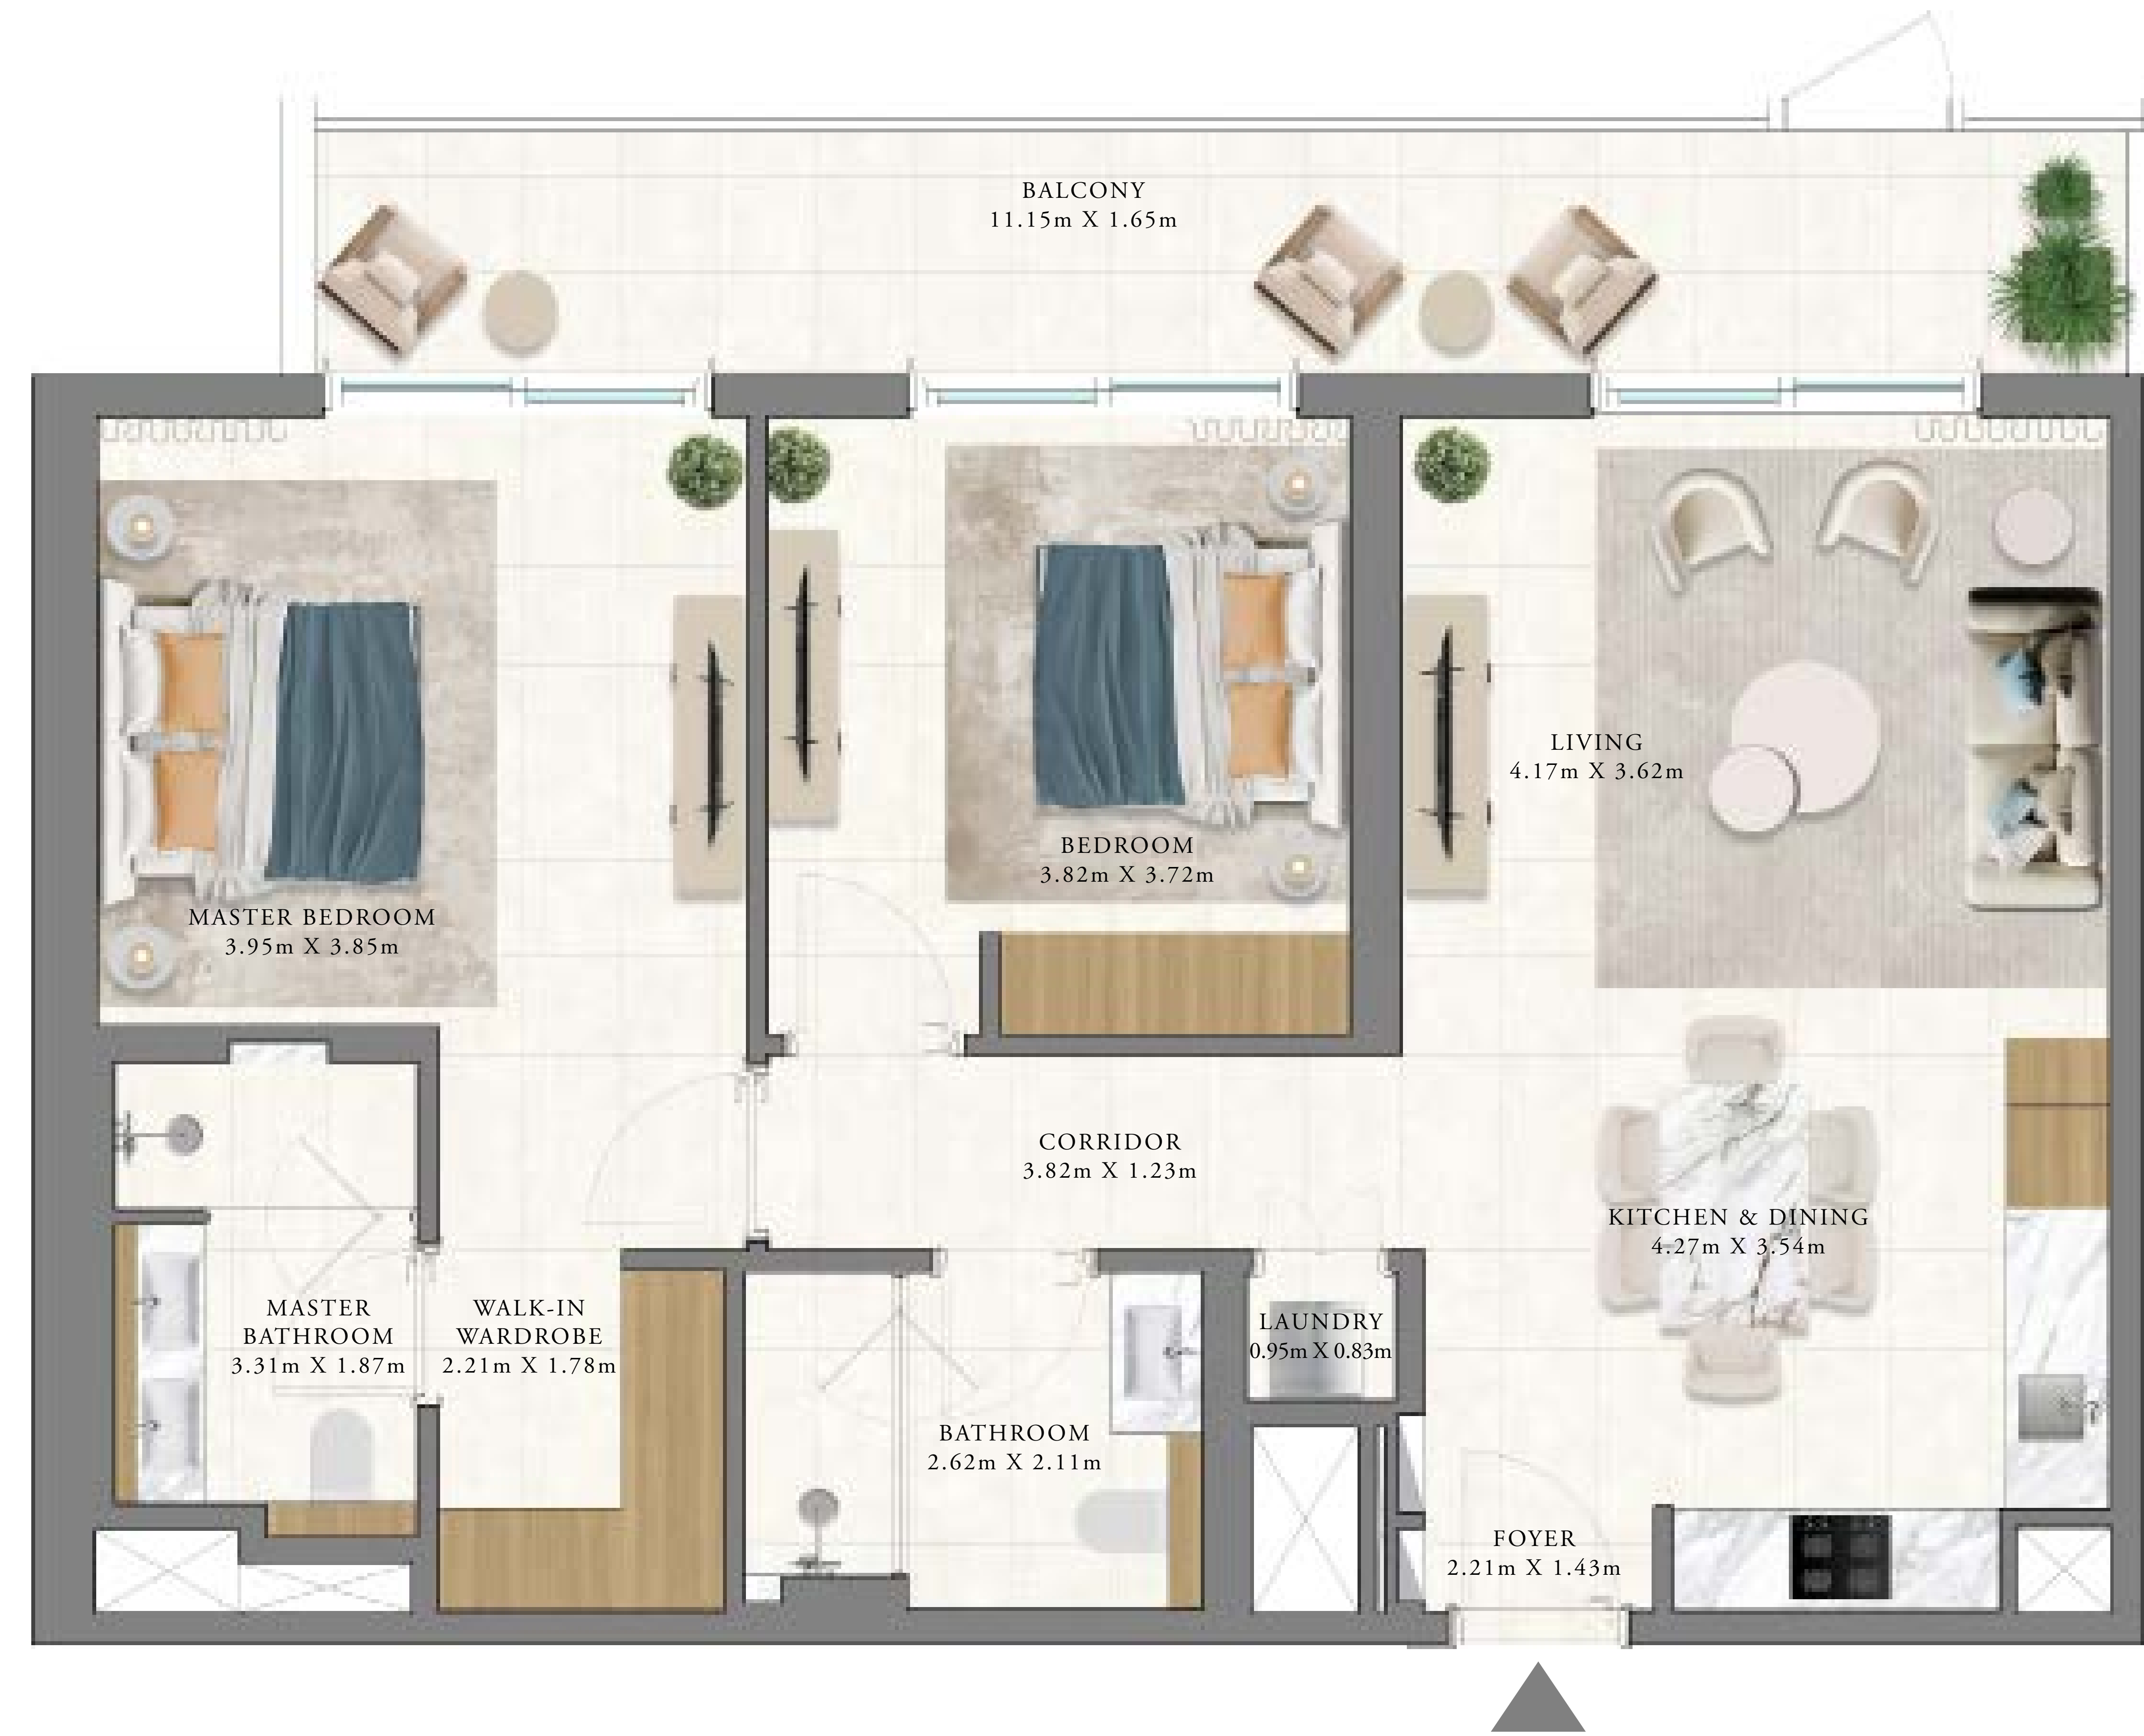 BALCONY
11.15m X 1.65m
LIVING
4.17m X 3.62m
BEDROOM
3.82m X 3.72m
MASTER BEDROOM
3.95m X 3.85m
CORRIDOR
3.82m X 1.23m
KITCHEN & DINING
4.27m X 3.54m
MASTER
BATHROOM
3.31m X 1.87m
WALK-IN
WARDROBE
2.21m X 1.78m
LAUNDRY
0.95m X 0.83m
BATHROOM
2.62m X 2.11m
FOYER
2.21m X 1.43m